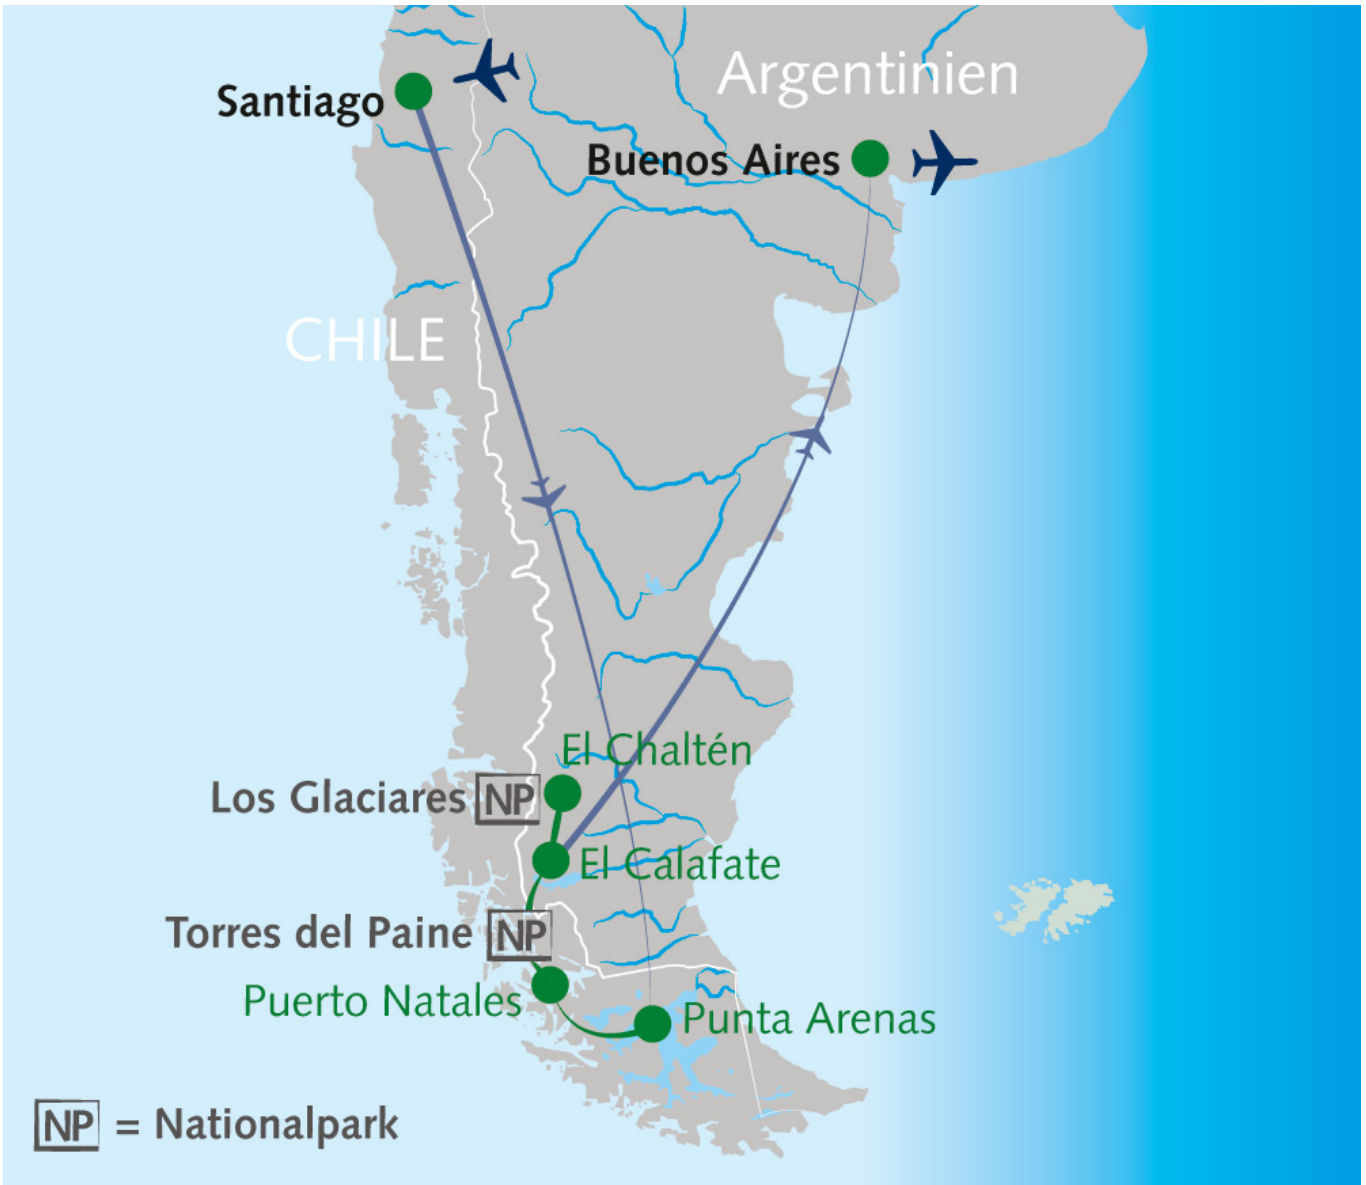 Argentinien
Santiago
Buenos Aires
CHILE
El Chaltén
Los Glaciares NP
El Calafate
Torres del Paine NP
Puerto Natales
Punta Arenas
NP = Nationalpark